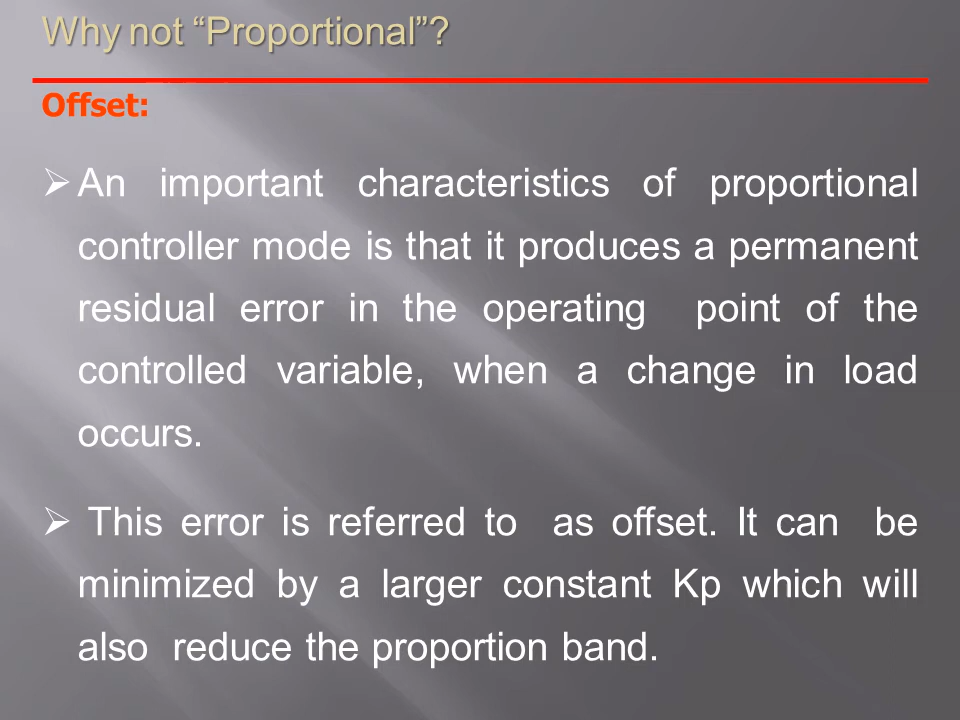 Why not “Proportional”?
Offset:
➢ An important characteristics of proportional
controller mode is that it produces a permanent
residual error in the operating point of the
controlled variable, when a change in load
occurs.
➢ This error is referred to as offset. It can be
minimized by a larger constant Kp which will
also reduce the proportion band.